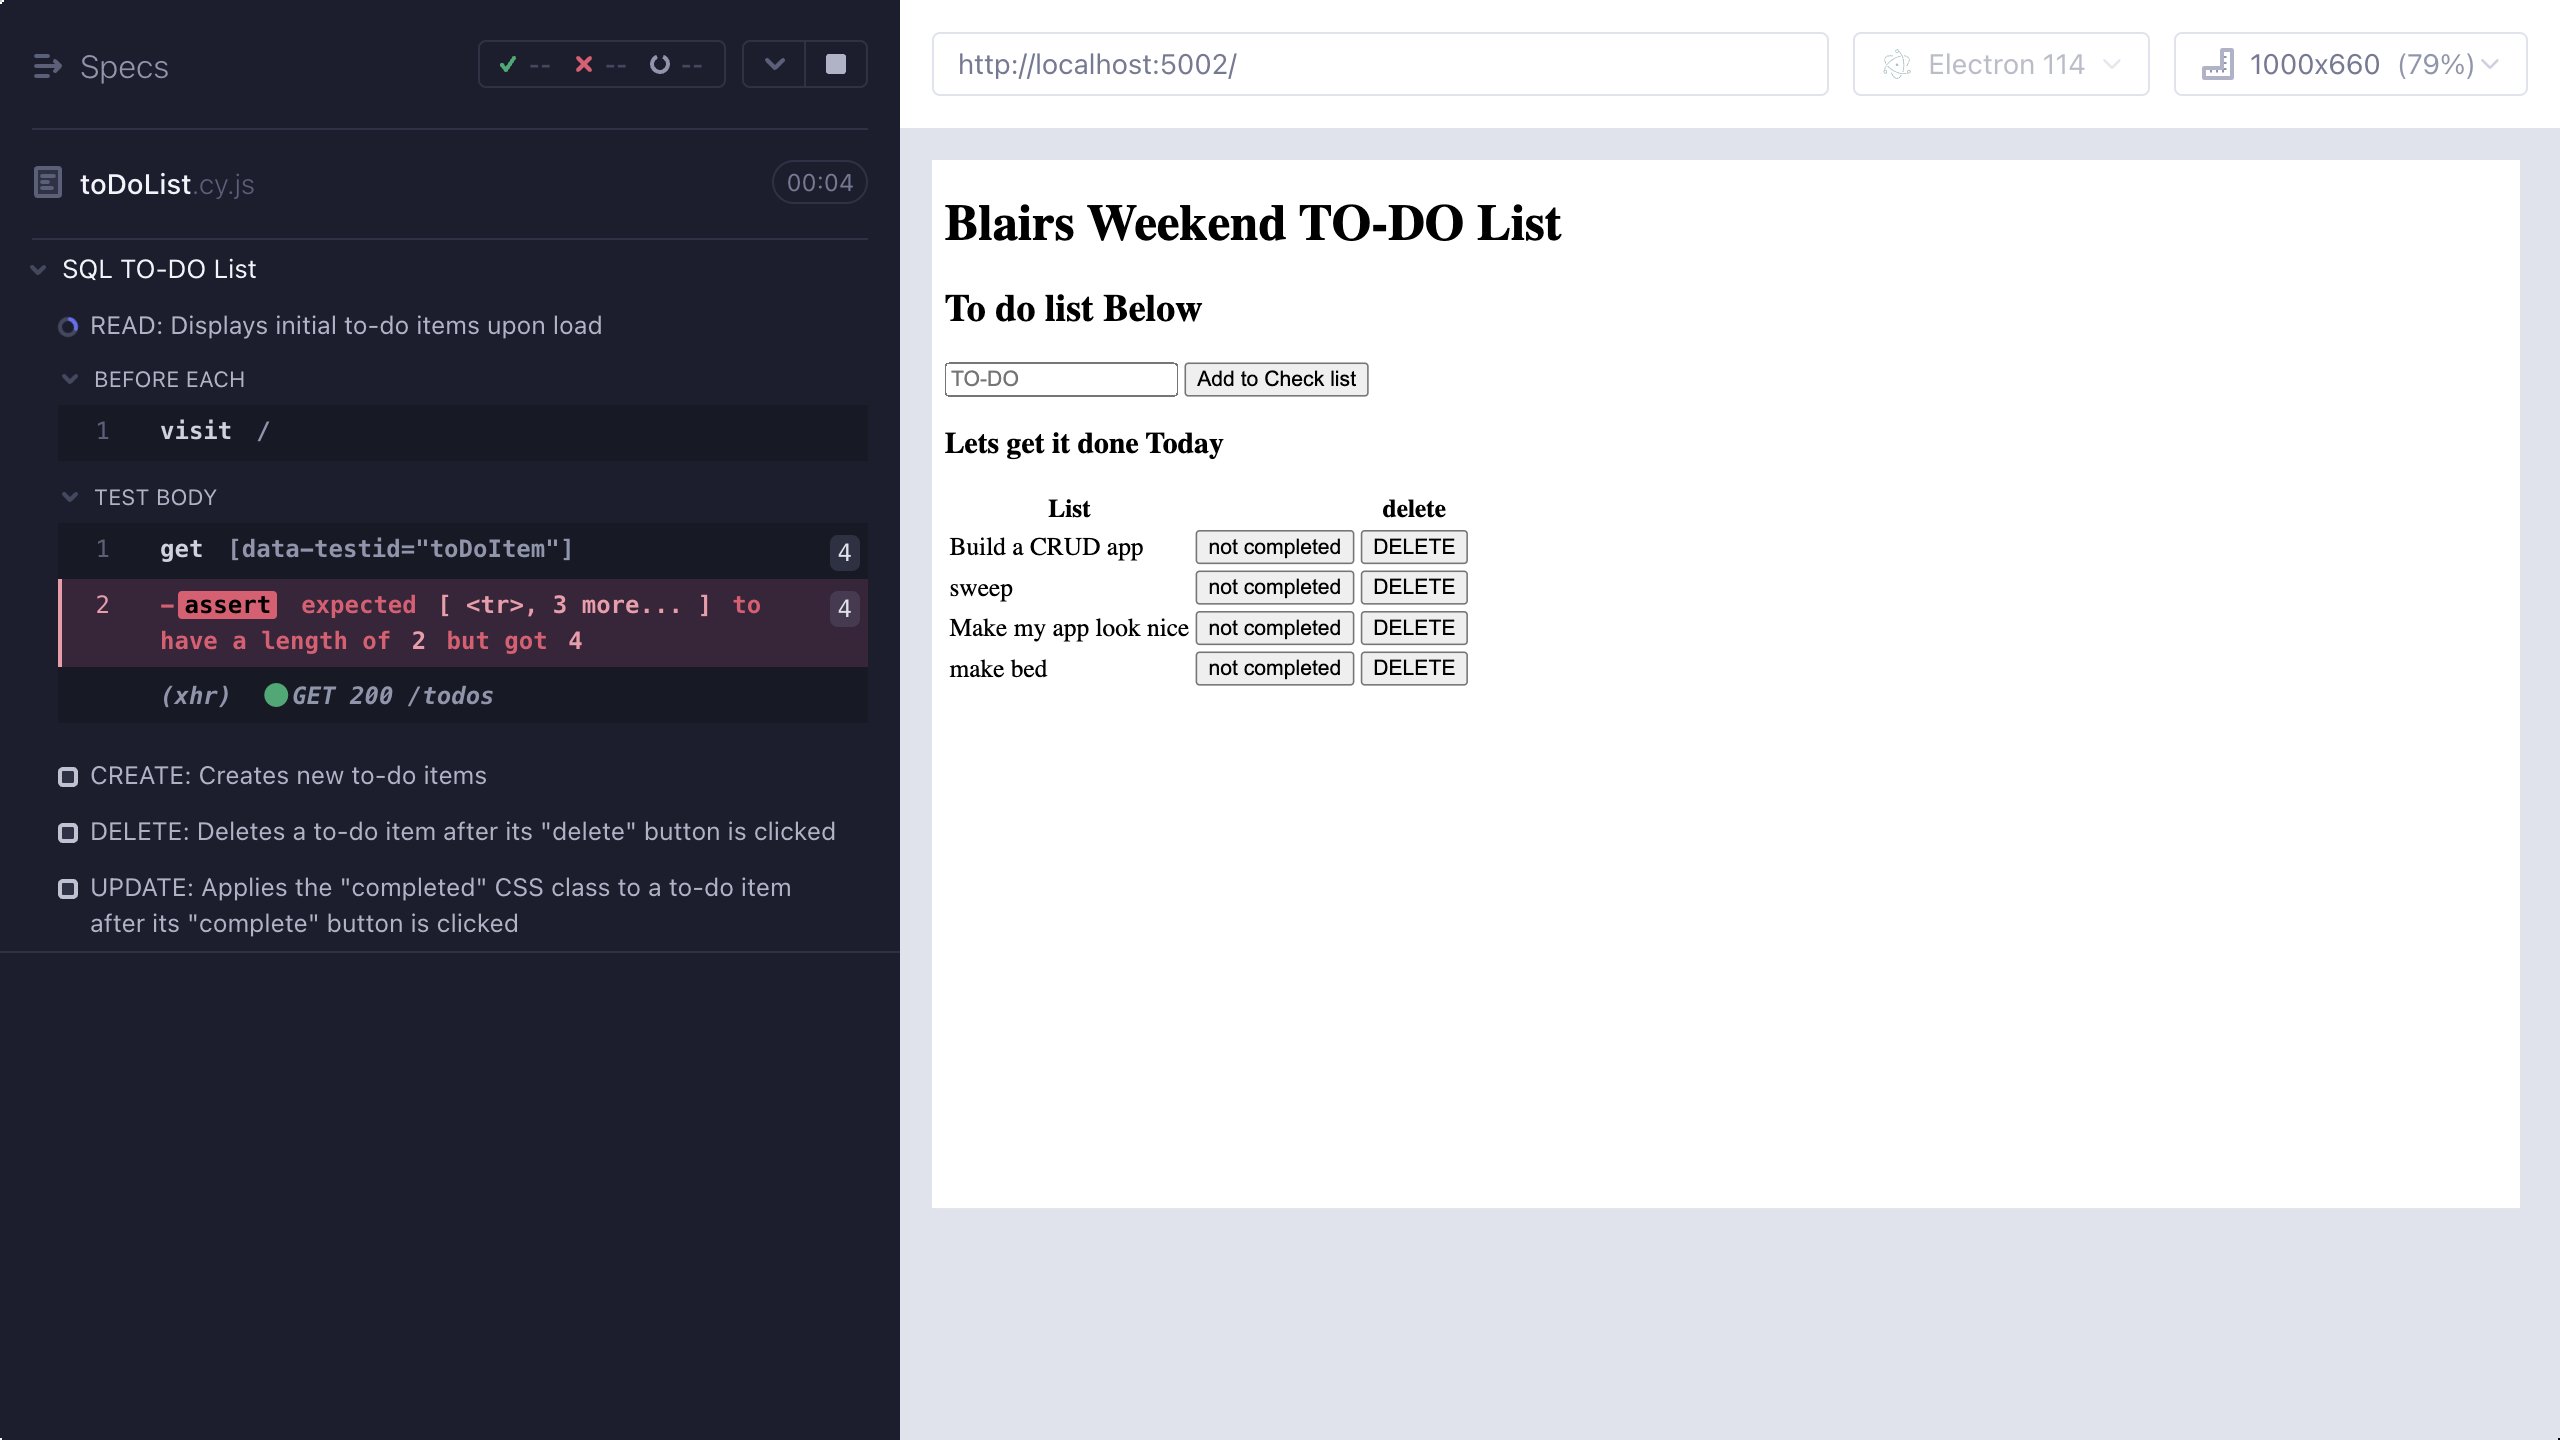 Specs
-- -- --
toDoList.cy.js
00:04
SQL TO-DO List
READ: Displays initial to-do items upon load
BEFORE EACH
1 visit /
TEST BODY
1 get [data-testid="toDoItem"] 4
2 -assert expected [ <tr>, 3 more... ] to 4
have a length of 2 but got 4
(xhr) GET 200 /todos
CREATE: Creates new to-do items
DELETE: Deletes a to-do item after its "delete" button is clicked
UPDATE: Applies the "completed" CSS class to a to-do item
after its "complete" button is clicked
http://localhost:5002/
Electron 114
1000x660 (79%)
Blairs Weekend TO-DO List
To do list Below
TO-DO Add to Check list
Lets get it done Today
List delete
Build a CRUD app not completed DELETE
sweep not completed DELETE
Make my app look nice not completed DELETE
make bed not completed DELETE